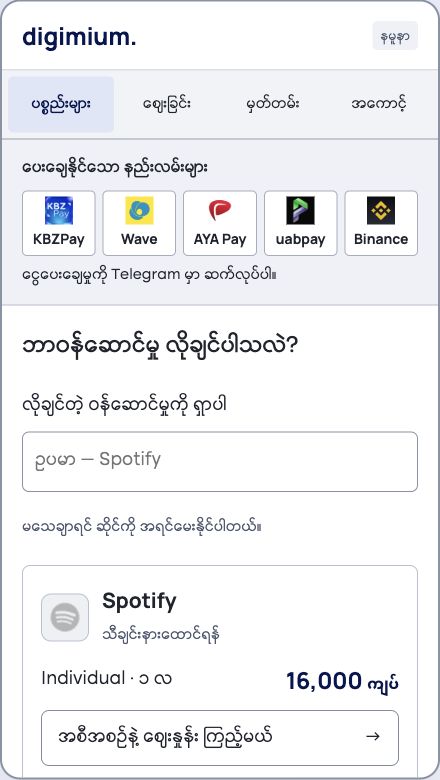 digimium.
နမူနာ
ပစ္စည်းများ
ဈေးခြင်း
မှတ်တမ်း
အကောင့်
ပေးချေနိုင်သော နည်းလမ်းများ
KBZ Pay
KBZPay
Wave
AYA Pay
uabpay
Binance
ငွေပေးချေမှုကို Telegram မှာ ဆက်လုပ်ပါ။
ဘာဝန်ဆောင်မှု လိုချင်ပါသလဲ?
လိုချင်တဲ့ ဝန်ဆောင်မှုကို ရှာပါ
ဥပမာ — Spotify
မသေချာရင် ဆိုင်ကို အရင်မေးနိုင်ပါတယ်။
Spotify
သီချင်းနားထောင်ရန်
Individual · ၁ လ
16,000 ကျပ်
အစီအစဉ်နဲ့ ဈေးနှုန်း ကြည့်မယ် →